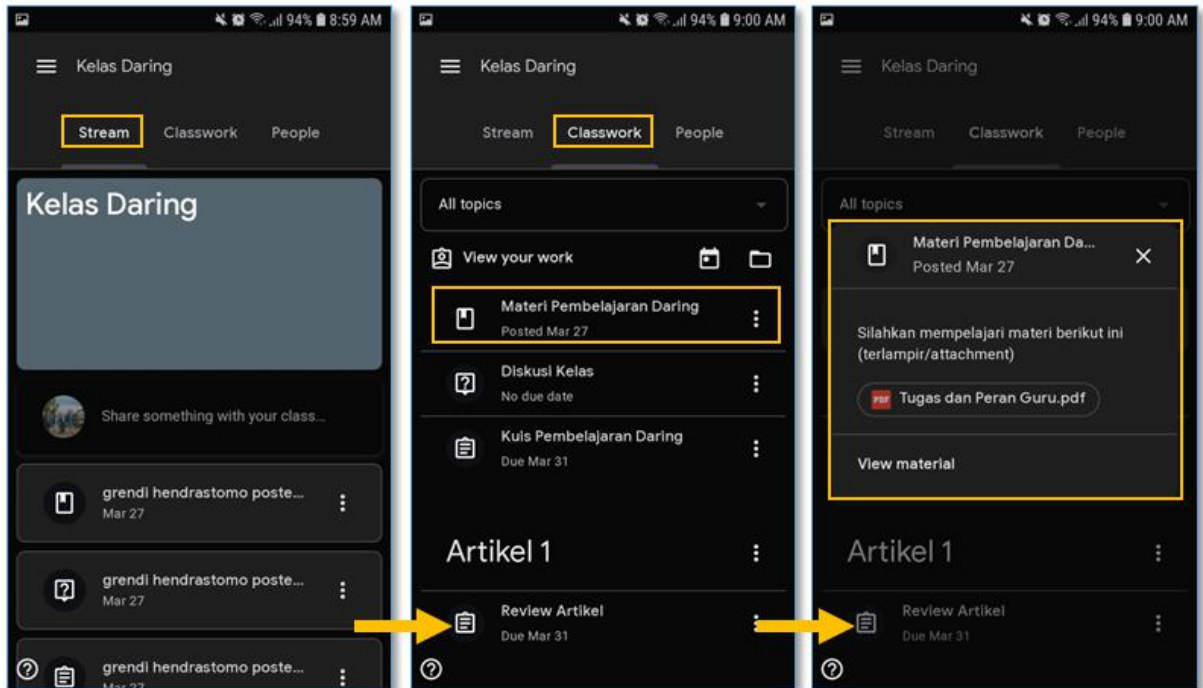 94% 8:59 AM
Kelas Daring
Stream Classwork People
Kelas Daring
Share something with your class...
grendi hendrastomo poste...
Mar 27
grendi hendrastomo poste...
Mar 27
grendi hendrastomo poste...
Mar 27
94% 9:00 AM
Kelas Daring
Stream Classwork People
All topics
View your work
Materi Pembelajaran Daring
Posted Mar 27
Diskusi Kelas
No due date
Kuis Pembelajaran Daring
Due Mar 31
Artikel 1
Review Artikel
Due Mar 31
94% 9:00 AM
Kelas Daring
Stream Classwork People
All topics
Materi Pembelajaran Da...
Posted Mar 27
Silahkan mempelajari materi berikut ini
(terlampir/attachment)
PDF Tugas dan Peran Guru.pdf
View material
Artikel 1
Review Artikel
Due Mar 31